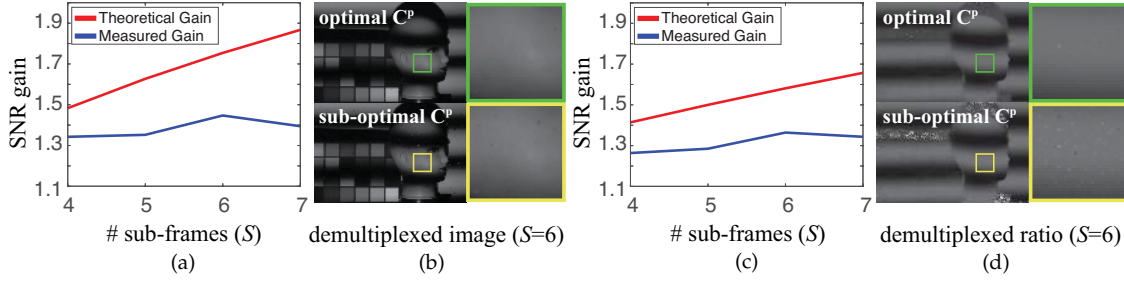 SNR gain
1.9
1.7
1.5
1.3
1.1
Theoretical Gain
Measured Gain
4 5 6 7
# sub-frames (S)
(a)
optimal Cᵖ
sub-optimal Cᵖ
demultiplexed image (S=6)
(b)
SNR gain
1.9
1.7
1.5
1.3
1.1
Theoretical Gain
Measured Gain
4 5 6 7
# sub-frames (S)
(c)
optimal Cᵖ
sub-optimal Cᵖ
demultiplexed ratio (S=6)
(d)